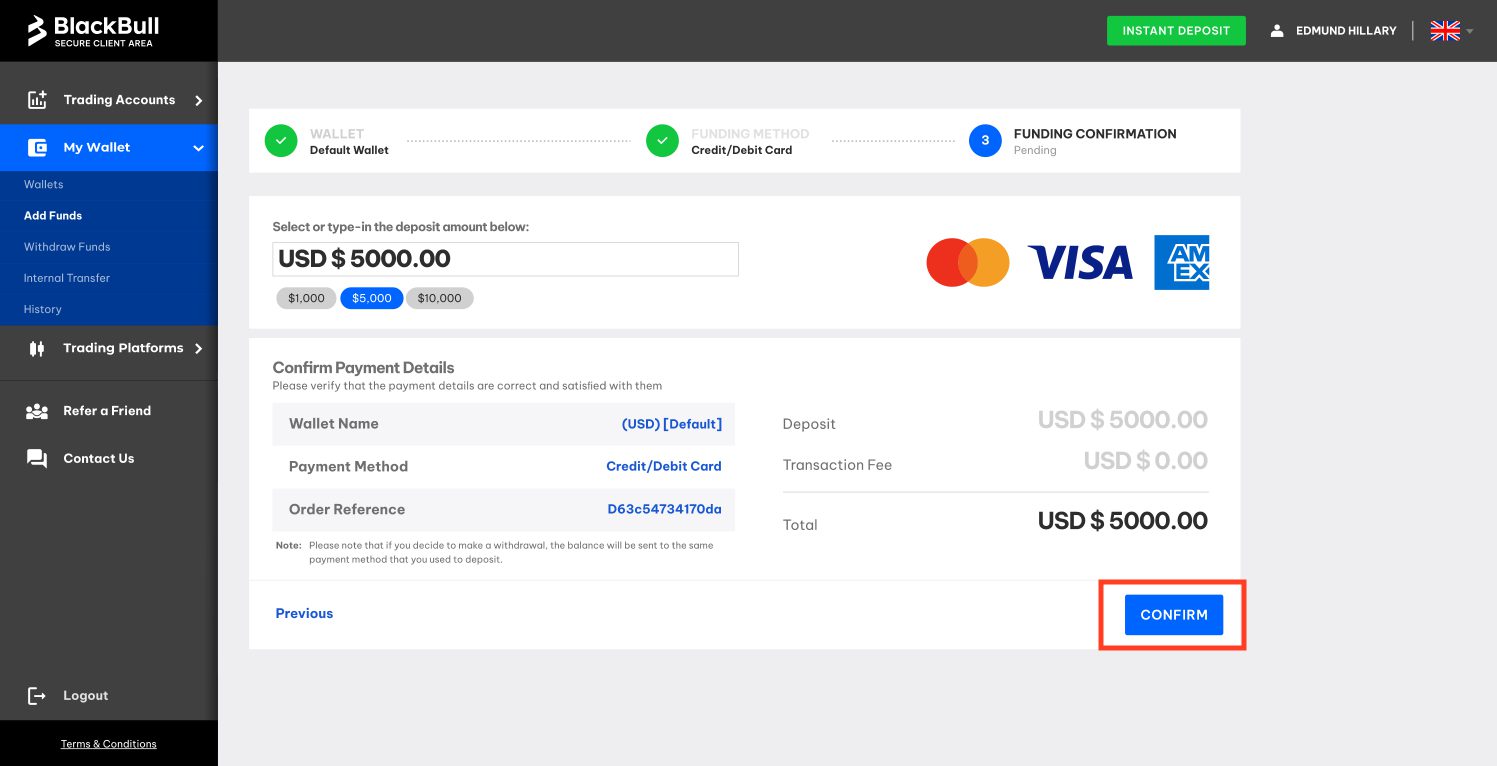 BlackBull
SECURE CLIENT AREA
INSTANT DEPOSIT
EDMUND HILLARY
Trading Accounts
My Wallet
Wallets
Add Funds
Withdraw Funds
Internal Transfer
History
Trading Platforms
Refer a Friend
Contact Us
Logout
Terms & Conditions
WALLET
Default Wallet
FUNDING METHOD
Credit/Debit Card
3
FUNDING CONFIRMATION
Pending
Select or type-in the deposit amount below:
USD $ 5000.00
$1,000 $5,000 $10,000
VISA
AM
EX
Confirm Payment Details
Please verify that the payment details are correct and satisfied with them
Wallet Name (USD) [Default]
Payment Method Credit/Debit Card
Order Reference D63c54734170da
Note: Please note that if you decide to make a withdrawal, the balance will be sent to the same
payment method that you used to deposit.
Deposit USD $ 5000.00
Transaction Fee USD $ 0.00
Total USD $ 5000.00
Previous
CONFIRM